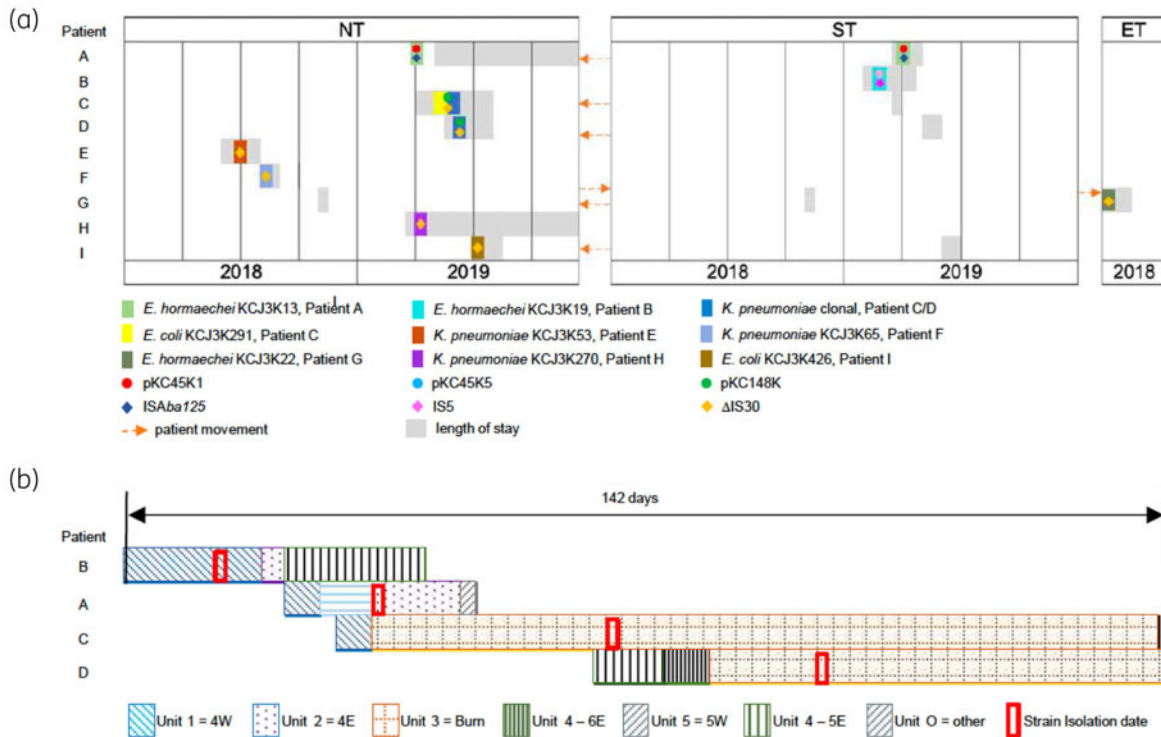 (a)
NT ST ET
Patient
A
B
C
D
E
F
G
H
I
2018 2019 2018 2019 2018
E. hormaechei KCJ3K13, Patient A E. hormaechei KCJ3K19, Patient B K. pneumoniae clonal, Patient C/D
E. coli KCJ3K291, Patient C K. pneumoniae KCJ3K53, Patient E K. pneumoniae KCJ3K65, Patient F
E. hormaechei KCJ3K22, Patient G K. pneumoniae KCJ3K270, Patient H E. coli KCJ3K426, Patient I
pKC45K1 pKC45K5 pKC148K
ISAba125 IS5 ΔIS30
patient movement length of stay
(b)
142 days
Patient
B
A
C
D
Unit 1 = 4W Unit 2 = 4E Unit 3 = Burn Unit 4 – 6E Unit 5 = 5W Unit 4 – 5E Unit O = other Strain Isolation date